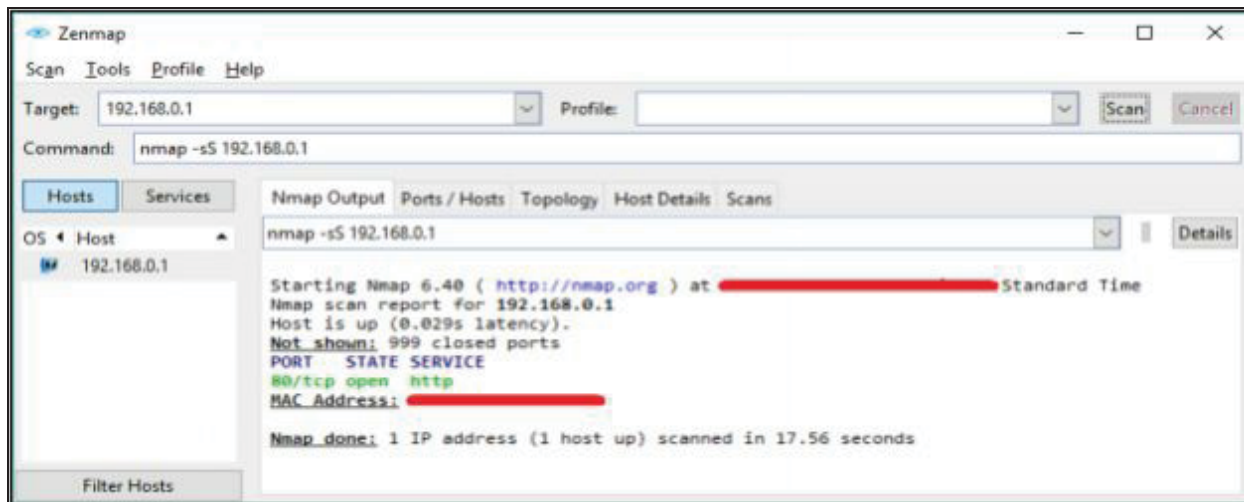 Zenmap
Scan Tools Profile Help
Target: 192.168.0.1 Profile: Scan Cancel
Command: nmap -sS 192.168.0.1
Hosts Services Nmap Output Ports / Hosts Topology Host Details Scans
OS Host nmap -sS 192.168.0.1 Details
192.168.0.1
Starting Nmap 6.40 ( http://nmap.org ) at Standard Time
Nmap scan report for 192.168.0.1
Host is up (0.029s latency).
Not shown: 999 closed ports
PORT STATE SERVICE
80/tcp open http
MAC Address:
Nmap done: 1 IP address (1 host up) scanned in 17.56 seconds
Filter Hosts